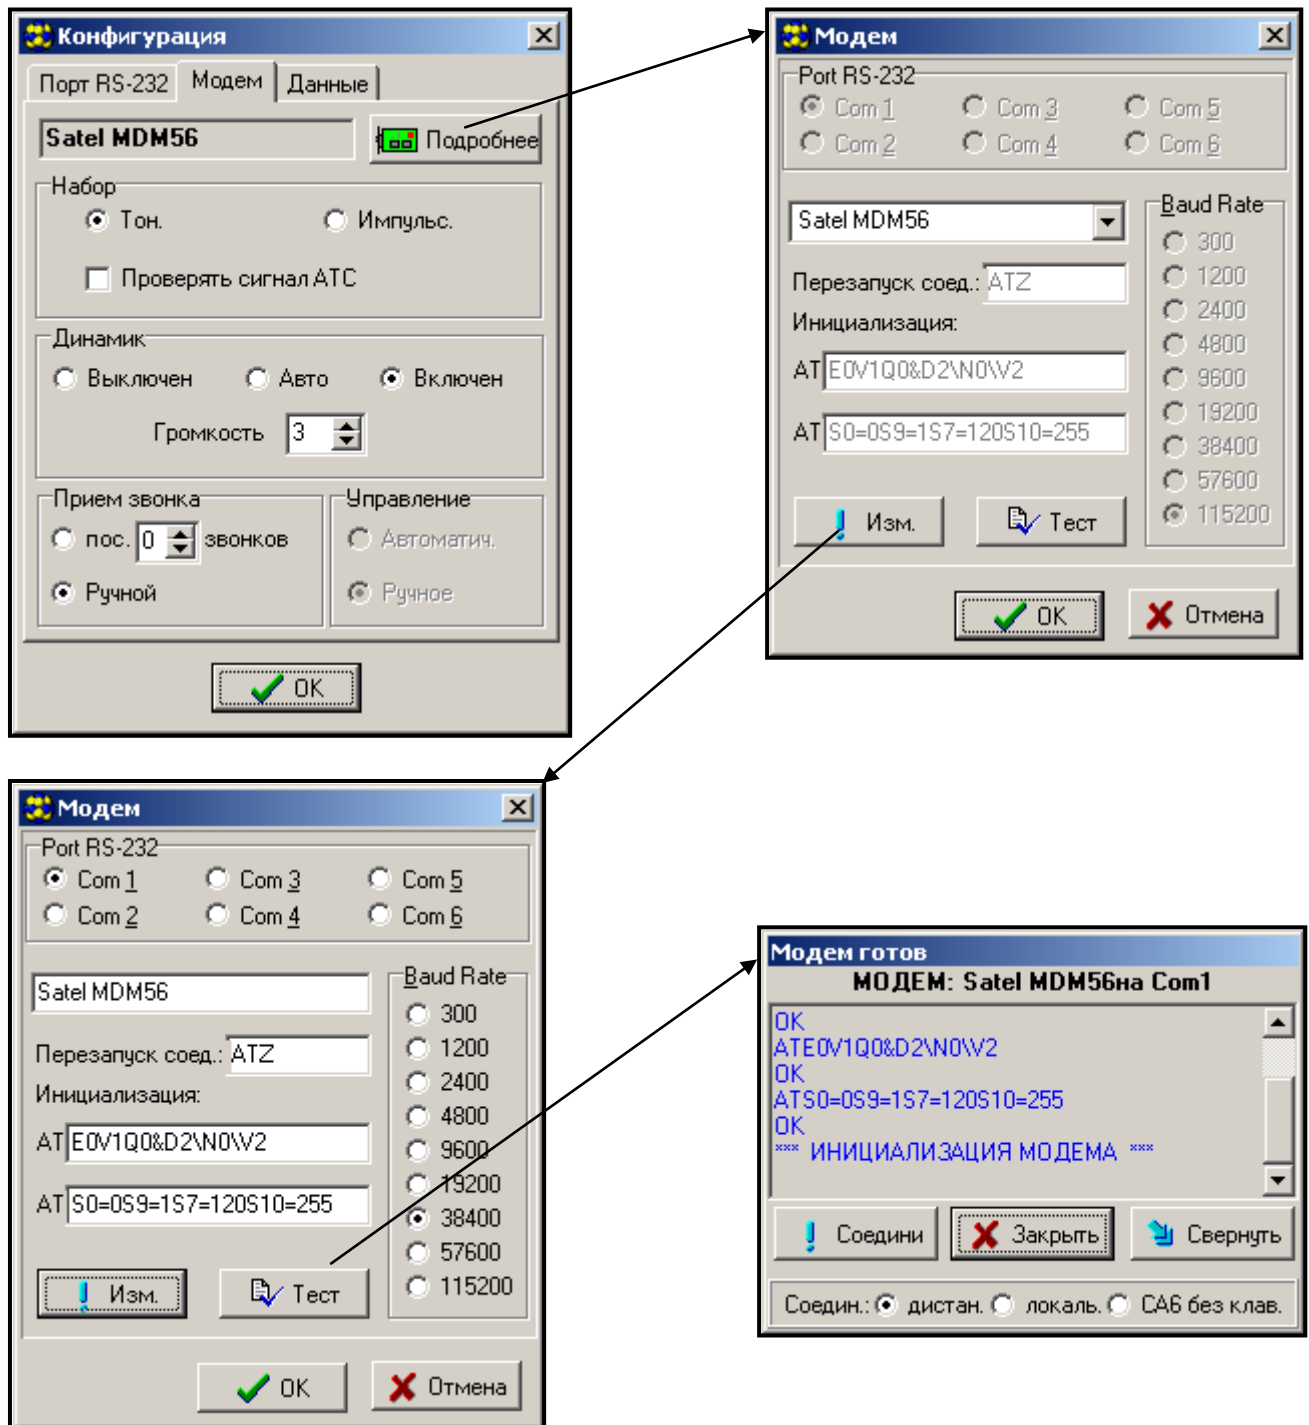 Конфигурация
Порт RS-232 Модем Данные
Satel MDM56 Подробнее
Набор
Тон. Импульс.
Проверять сигнал АТС
Динамик
Выключен Авто Включен
Громкость 3
Прием звонка Управление
пос. 0 звонков Автоматич.
Ручной Ручное
OK
Модем
Port RS-232
Com 1 Com 3 Com 5
Com 2 Com 4 Com 6
Satel MDM56
Baud Rate
300
Перезапуск соед.: ATZ 1200
2400
Инициализация:
4800
AT E0V1Q0&D2\N0\V2 9600
19200
AT S0=0S9=1S7=120S10=255 38400
57600
Изм. Тест 115200
OK Отмена
Модем
Port RS-232
Com 1 Com 3 Com 5
Com 2 Com 4 Com 6
Satel MDM56
Baud Rate
300
Перезапуск соед.: ATZ 1200
2400
Инициализация:
4800
AT E0V1Q0&D2\N0\V2 9600
19200
AT S0=0S9=1S7=120S10=255 38400
57600
Изм. Тест 115200
OK Отмена
Модем готов
МОДЕМ: Satel MDM56на Com1
OK
ATE0V1Q0&D2\N0\V2
OK
ATS0=0S9=1S7=120S10=255
OK
*** ИНИЦИАЛИЗАЦИЯ МОДЕМА ***
Соедини Закрыть Свернуть
Соедин.: дистан. локаль. CA6 без клав.